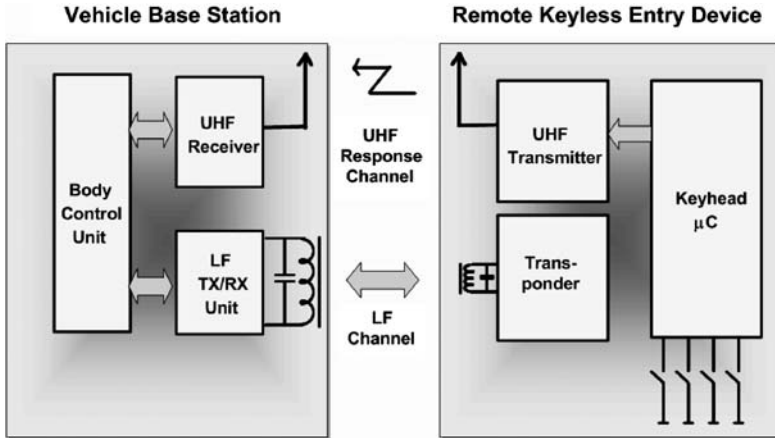 Vehicle Base Station
Remote Keyless Entry Device
UHF
Receiver
Body
Control
Unit
LF
TX/RX
Unit
UHF
Response
Channel
LF
Channel
UHF
Transmitter
Trans-
ponder
Keyhead
μC